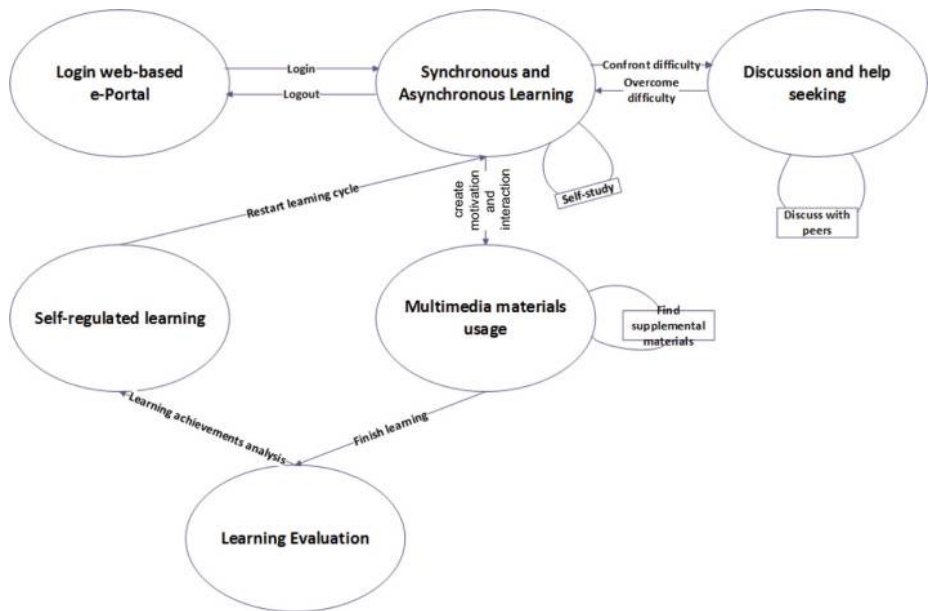 Login web-based
e-Portal
Login
Logout
Synchronous and
Asynchronous Learning
Confront difficulty
Overcome
difficulty
Discussion and help
seeking
Self-study
Discuss with
peers
Restart learning cycle
create
motivation
and
interaction
Self-regulated learning
Multimedia materials
usage
Find
supplemental
materials
Learning achievements analysis
Finish learning
Learning Evaluation